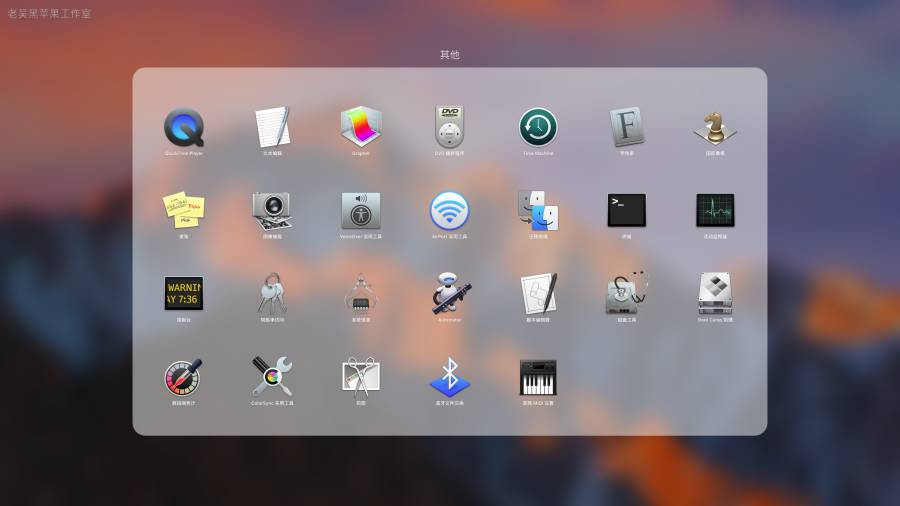 老吴黑苹果工作室
其他
QuickTime Player
文本编辑
Grapher
DVD 播放程序
Time Machine
字体册
国际象棋
便笺
图像捕捉
VoiceOver 实用工具
AirPort 实用工具
迁移助理
终端
活动监视器
WARNIN
AY 7:36
控制台
钥匙串访问
系统信息
Automator
脚本编辑器
磁盘工具
Boot Camp 助理
数码测色计
ColorSync 实用工具
抓图
蓝牙文件交换
音频 MIDI 设置